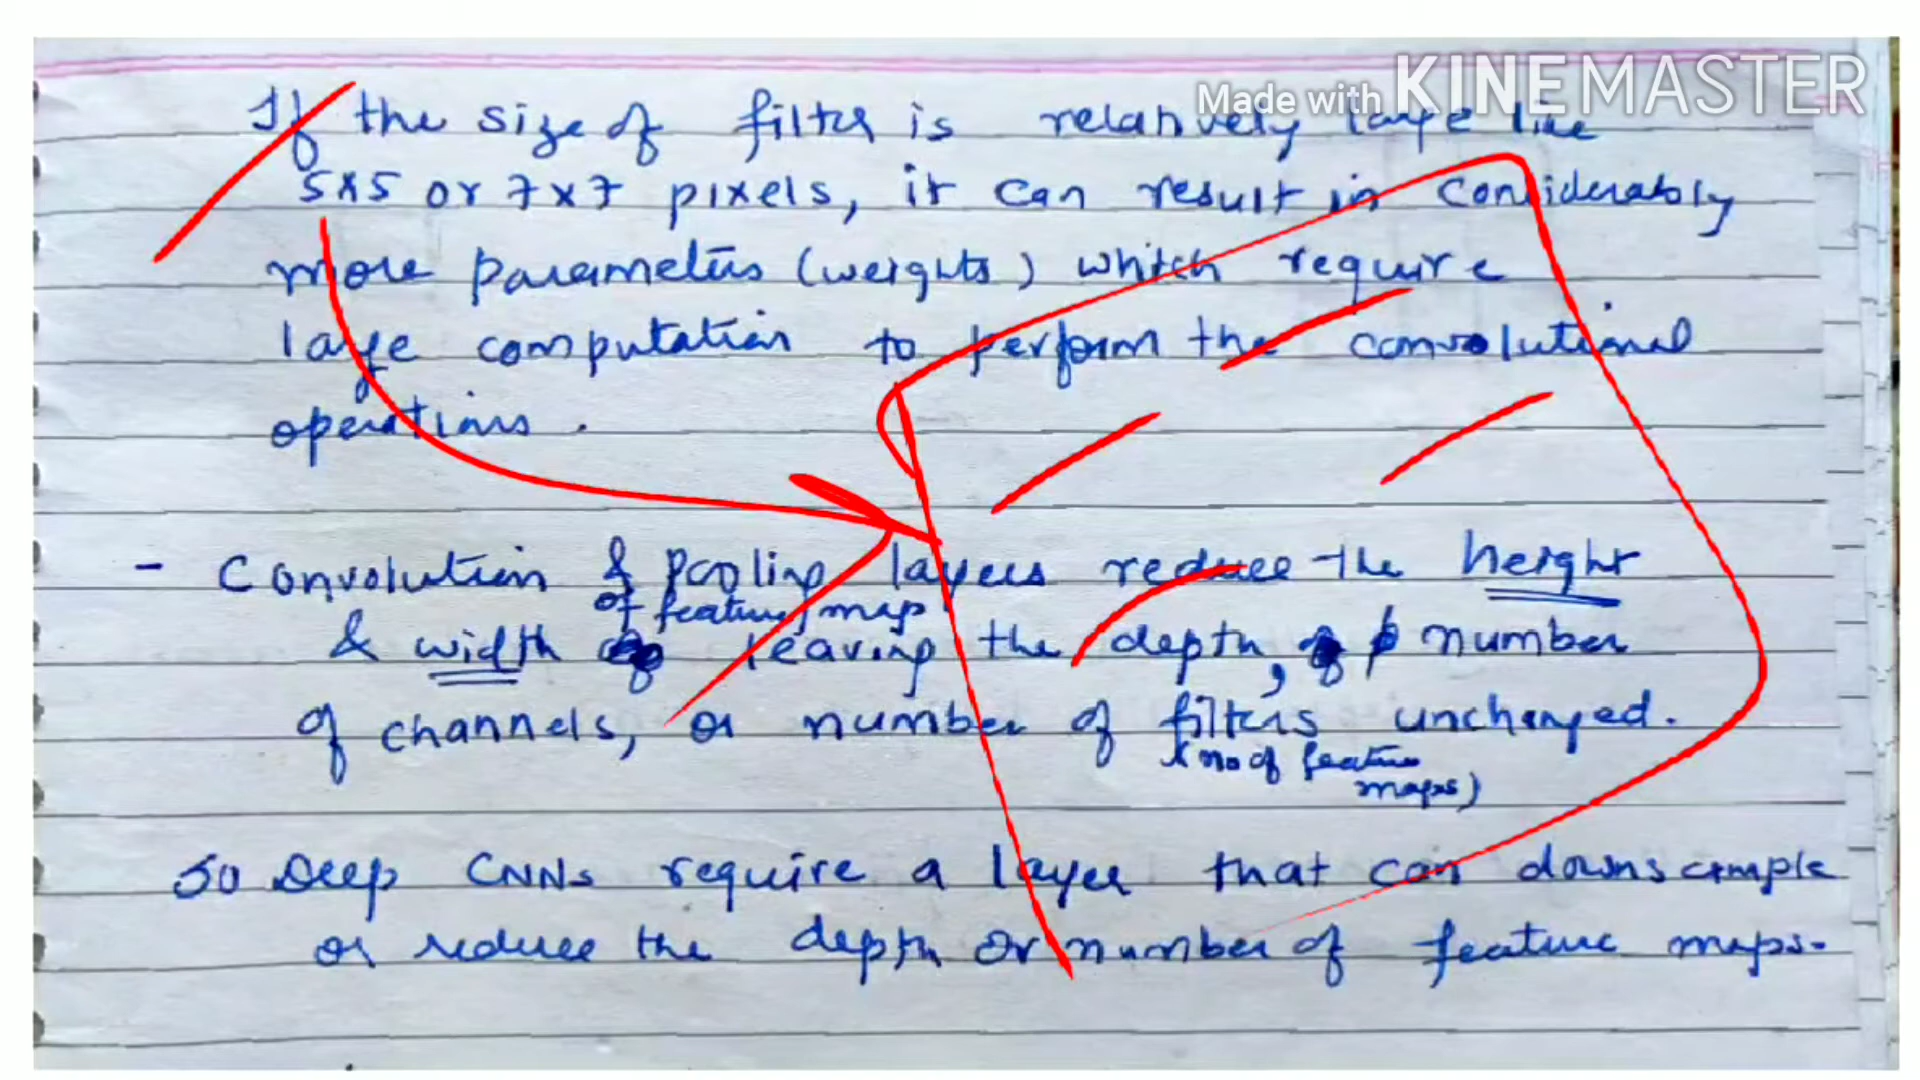 Made with KINEMASTER
If the size of filter is relatively large like
5x5 or 7x7 pixels, it can result in considerably
more parameters (weights) which require
large computation to perform the convolutional
operations.
- Convolution & pooling layers reduce the height
of feature map
& width leaving the depth, number
of channels, or number of filters unchanged.
(no of feature
maps)
So Deep CNNs require a layer that can downsample
or reduce the depth or number of feature maps.